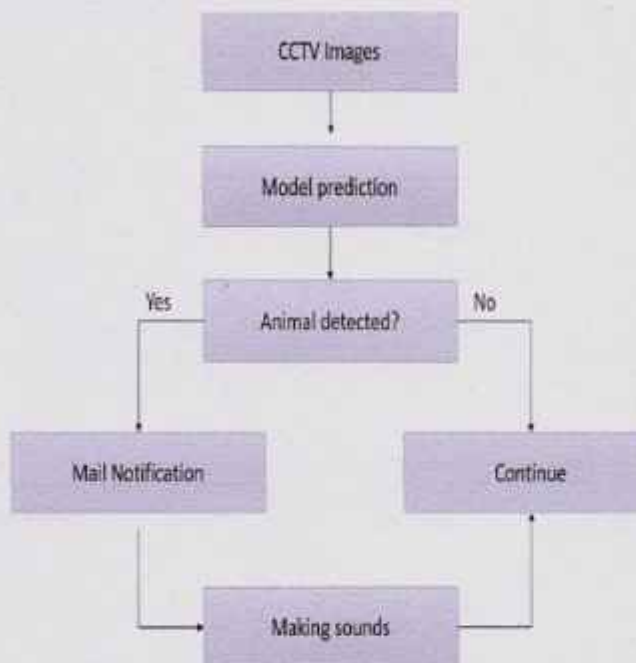 CCTV Images
Model prediction
Yes
No
Animal detected?
Mail Notification
Continue
Making sounds